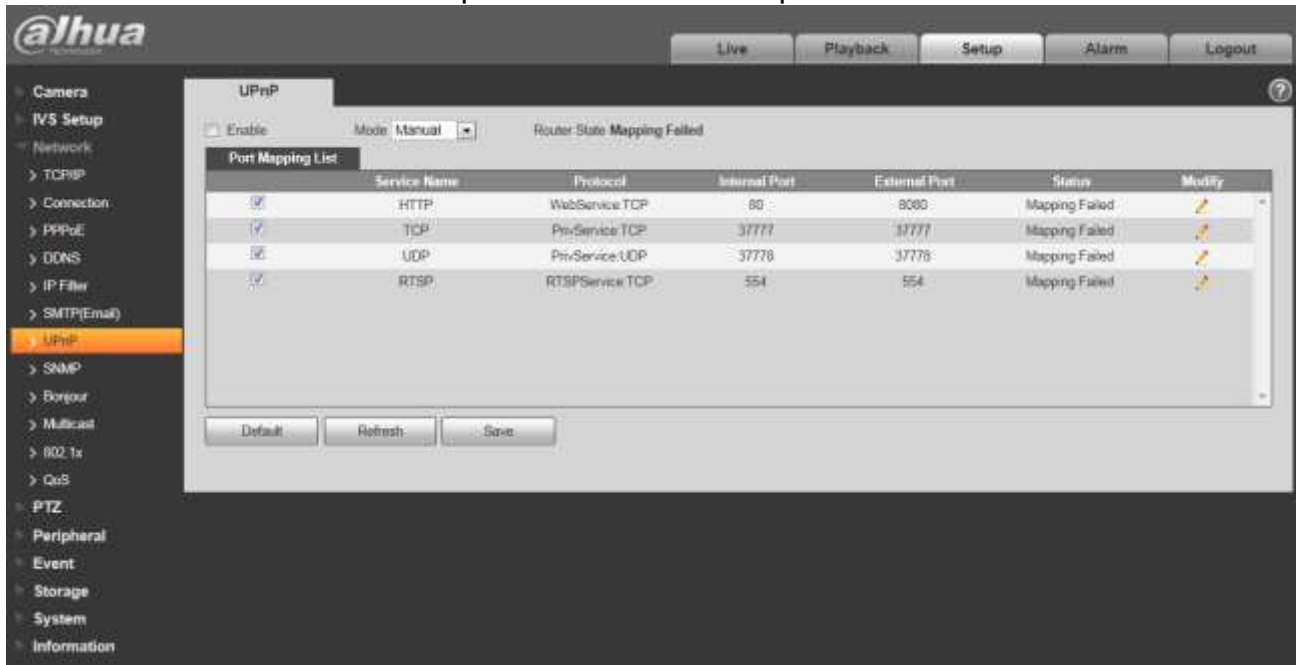 alhua
TECHNOLOGY
Live Playback Setup Alarm Logout
Camera
IVS Setup
Network
> TCP/IP
> Connection
> PPPoE
> DDNS
> IP Filter
> SMTP(Email)
> UPnP
> SNMP
> Bonjour
> Multicast
> 802.1x
> QoS
PTZ
Peripheral
Event
Storage
System
Information
UPnP ?
Enable Mode Manual Router State Mapping Failed
Port Mapping List
Service Name Protocol Internal Port External Port Status Modify
HTTP WebService:TCP 80 8080 Mapping Failed
TCP PrivService:TCP 37777 37777 Mapping Failed
UDP PrivService:UDP 37778 37778 Mapping Failed
RTSP RTSPService:TCP 554 554 Mapping Failed
Default Refresh Save